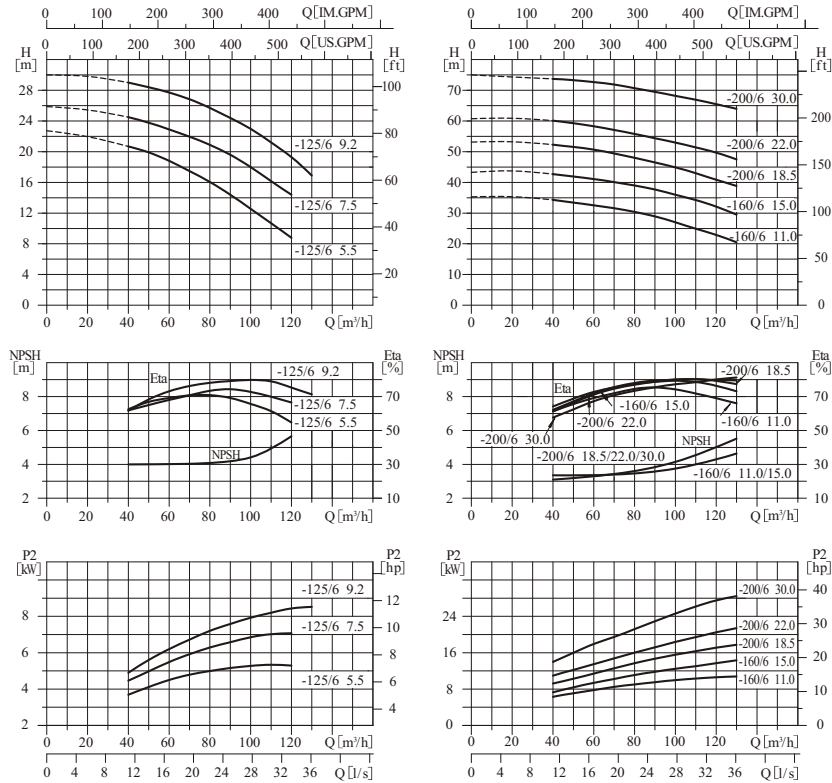 0 100 200 300 400 Q[IM.GPM]
0 100 200 300 400 500 Q[US.GPM]
H
[m]
H
[ft]
28
24
20
16
12
8
4
0
100
80
60
40
20
-125/6 9.2
-125/6 7.5
-125/6 5.5
0 20 40 60 80 100 120 Q[m³/h]
0 100 200 300 400 Q[IM.GPM]
0 100 200 300 400 500 Q[US.GPM]
H
[m]
H
[ft]
70
60
50
40
30
20
10
0
200
150
100
50
0
-200/6 30.0
-200/6 22.0
-200/6 18.5
-160/6 15.0
-160/6 11.0
0 20 40 60 80 100 120 Q[m³/h]
NPSH
[m]
Eta
[%]
10
8
6
4
2
70
50
30
10
Eta
-125/6 9.2
-125/6 7.5
-125/6 5.5
NPSH
0 20 40 60 80 100 120 Q[m³/h]
NPSH
[m]
Eta
[%]
10
8
6
4
2
70
50
30
10
Eta
-200/6 18.5
-160/6 15.0
-200/6 22.0
-160/6 11.0
-200/6 30.0
NPSH
-200/6 18.5/22.0/30.0
-160/6 11.0/15.0
0 20 40 60 80 100 120 Q[m³/h]
P2
[kW]
P2
[hp]
8
6
4
2
12
10
8
6
4
-125/6 9.2
-125/6 7.5
-125/6 5.5
0 20 40 60 80 100 120 Q[m³/h]
0 4 8 12 16 20 24 28 32 36 Q[l/s]
P2
[kW]
P2
[hp]
24
16
12
8
0
40
30
20
10
0
-200/6 30.0
-200/6 22.0
-200/6 18.5
-160/6 15.0
-160/6 11.0
0 20 40 60 80 100 120 Q[m³/h]
0 4 8 12 16 20 24 28 32 36 Q[l/s]